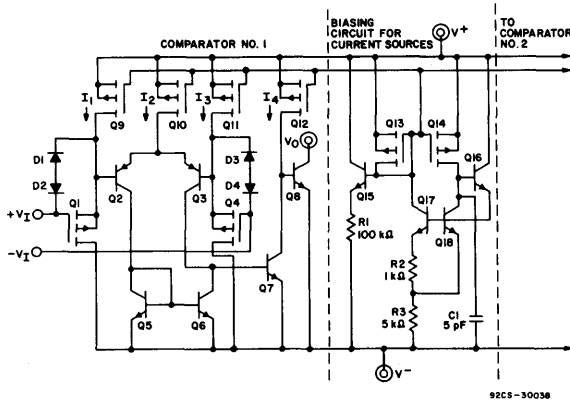 COMPARATOR NO. 1
BIASING
CIRCUIT FOR
CURRENT SOURCES
V+
TO
COMPARATOR
NO. 2
I1
I2
I3
I4
Q9
Q10
Q11
Q12
Q13
Q14
VO
D1
D2
D3
D4
Q1
Q2
Q3
Q4
Q8
Q15
Q16
Q17
Q18
+VI
-VI
R1
100 kΩ
R2
1 kΩ
R3
5 kΩ
C1
5 pF
Q5
Q6
Q7
V-
92CS-30038